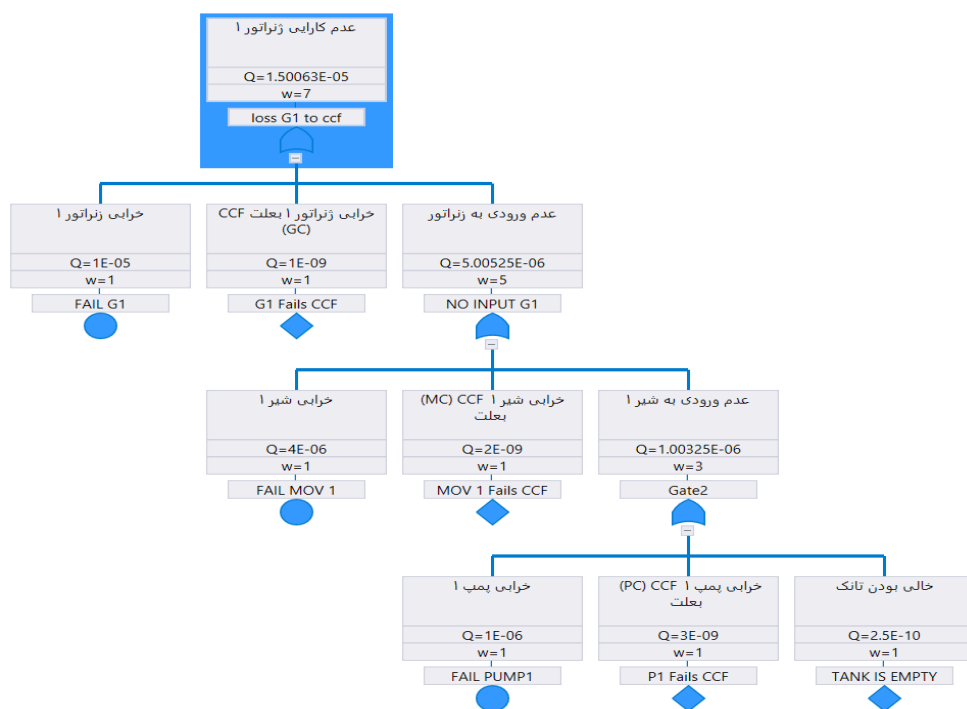 عدم کارایی ژنراتور ۱
Q=1.50063E-05
w=7
loss G1 to ccf
خرابی زنراتور ۱
Q=1E-05
w=1
FAIL G1
خرابی ژنراتور ۱ بعلت CCF
(GC)
Q=1E-09
w=1
G1 Fails CCF
عدم ورودی به زنراتور
Q=5.00525E-06
w=5
NO INPUT G1
خرابی شیر ۱
Q=4E-06
w=1
FAIL MOV 1
خرابی شیر ۱ CCF (MC)
بعلت
Q=2E-09
w=1
MOV 1 Fails CCF
عدم ورودی به شیر ۱
Q=1.00325E-06
w=3
Gate2
خرابی پمپ ۱
Q=1E-06
w=1
FAIL PUMP1
خرابی پمپ ۱ CCF (PC)
بعلت
Q=3E-09
w=1
P1 Fails CCF
خالی بودن تانک
Q=2.5E-10
w=1
TANK IS EMPTY